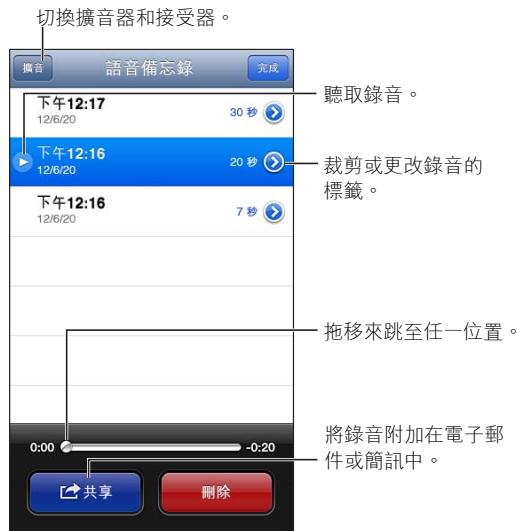 切換擴音器和接受器。
擴音
語音備忘錄
完成
下午12:17
12/6/20
30 秒
聽取錄音。
下午12:16
12/6/20
20 秒
裁剪或更改錄音的
標籤。
下午12:16
12/6/20
7 秒
拖移來跳至任一位置。
0:00
-0:20
將錄音附加在電子郵
件或簡訊中。
共享
刪除